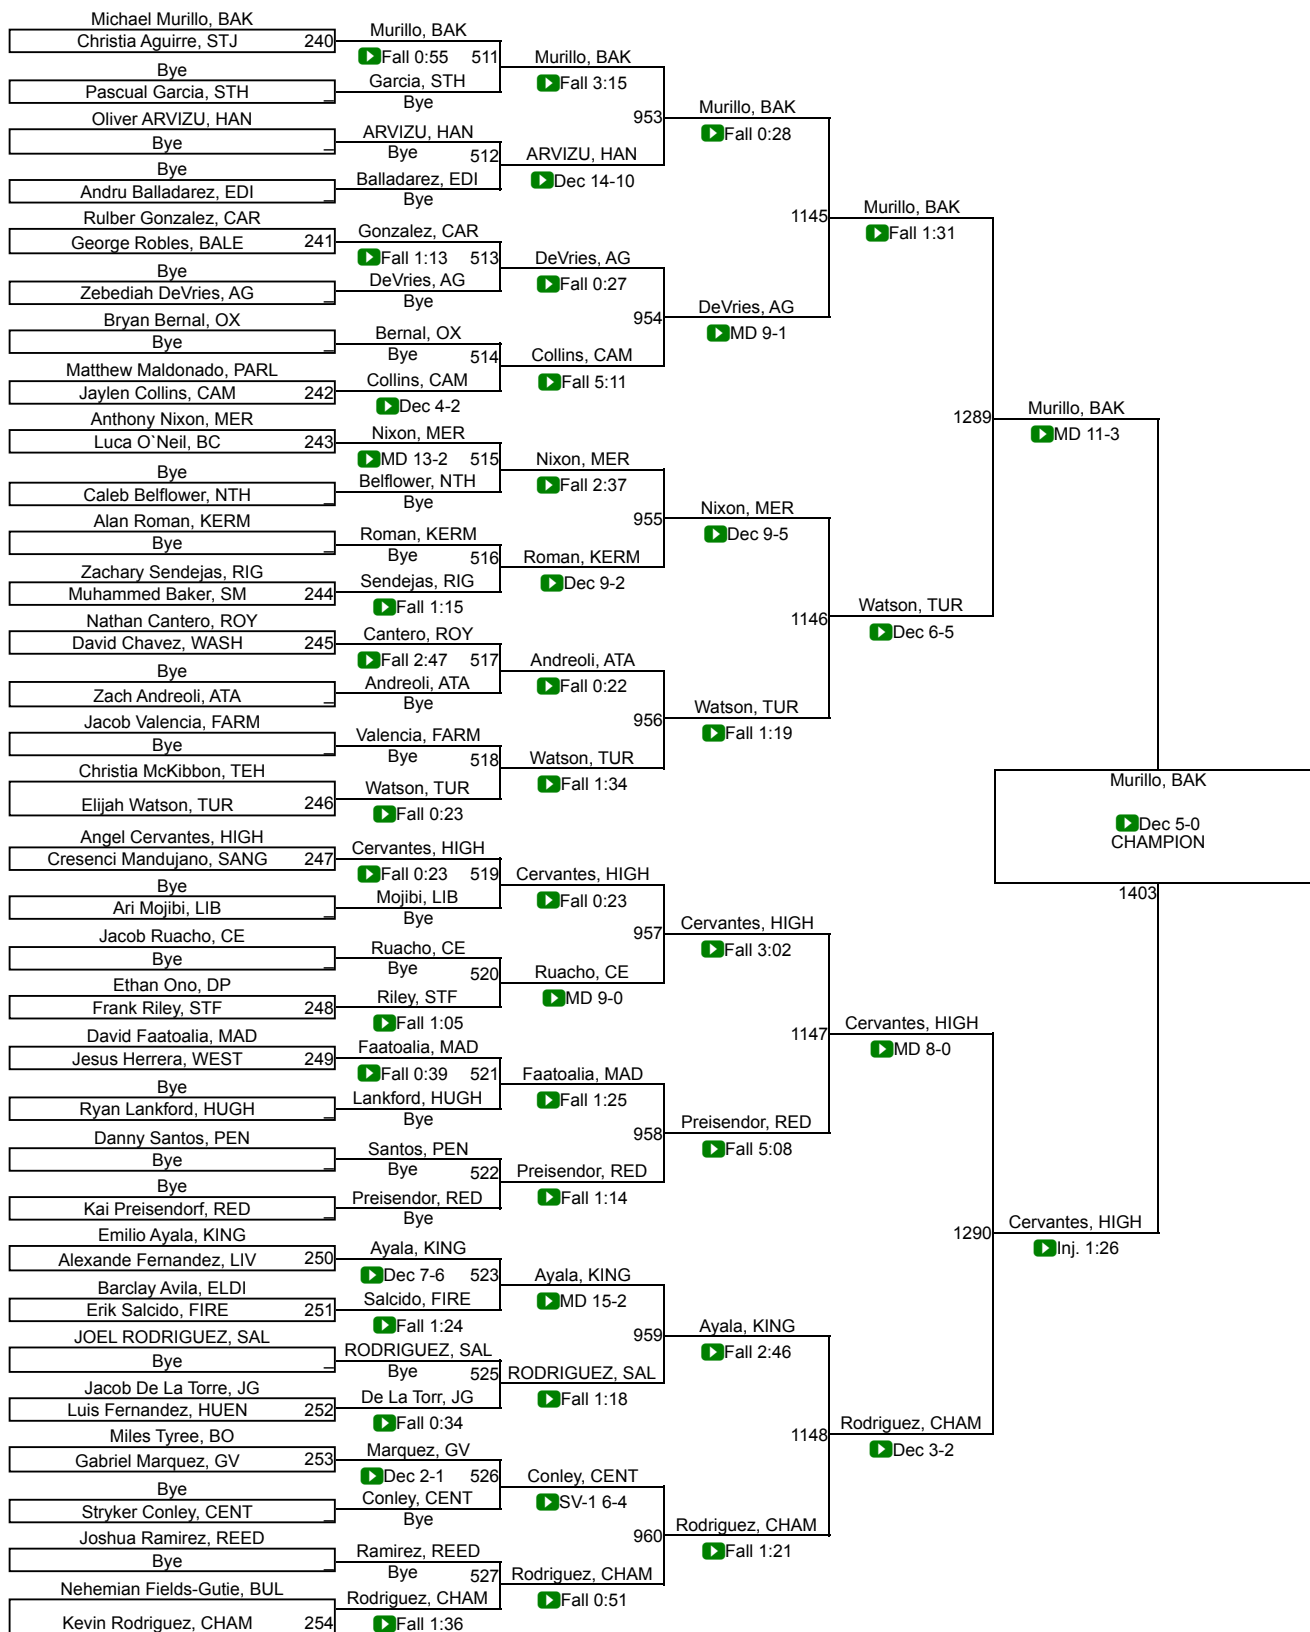 Michael Murillo, BAK
Christia Aguirre, STJ 240
Bye
Pascual Garcia, STH _
Oliver ARVIZU, HAN
Bye _
Bye
Andru Balladarez, EDI _
Rulber Gonzalez, CAR
George Robles, BALE 241
Bye
Zebediah DeVries, AG _
Bryan Bernal, OX
Bye _
Matthew Maldonado, PARL
Jaylen Collins, CAM 242
Anthony Nixon, MER
Luca O`Neil, BC 243
Bye
Caleb Belflower, NTH _
Alan Roman, KERM
Bye _
Zachary Sendejas, RIG
Muhammed Baker, SM 244
Nathan Cantero, ROY
David Chavez, WASH 245
Bye
Zach Andreoli, ATA _
Jacob Valencia, FARM
Bye _
Christia McKibbon, TEH
Elijah Watson, TUR 246
Angel Cervantes, HIGH
Cresenci Mandujano, SANG 247
Bye
Ari Mojibi, LIB _
Jacob Ruacho, CE
Bye _
Ethan Ono, DP
Frank Riley, STF 248
David Faatoalia, MAD
Jesus Herrera, WEST 249
Bye
Ryan Lankford, HUGH _
Danny Santos, PEN
Bye _
Bye
Kai Preisendorf, RED _
Emilio Ayala, KING
Alexande Fernandez, LIV 250
Barclay Avila, ELDI
Erik Salcido, FIRE 251
JOEL RODRIGUEZ, SAL
Bye _
Jacob De La Torre, JG
Luis Fernandez, HUEN 252
Miles Tyree, BO
Gabriel Marquez, GV 253
Bye
Stryker Conley, CENT _
Joshua Ramirez, REED
Bye _
Nehemian Fields-Gutie, BUL
Kevin Rodriguez, CHAM 254
Murillo, BAK
Fall 0:55 511
Garcia, STH
Bye
ARVIZU, HAN
Bye 512
Balladarez, EDI
Bye
Gonzalez, CAR
Fall 1:13 513
DeVries, AG
Bye
Bernal, OX
Bye 514
Collins, CAM
Dec 4-2
Nixon, MER
MD 13-2 515
Belflower, NTH
Bye
Roman, KERM
Bye 516
Sendejas, RIG
Fall 1:15
Cantero, ROY
Fall 2:47 517
Andreoli, ATA
Bye
Valencia, FARM
Bye 518
Watson, TUR
Fall 0:23
Cervantes, HIGH
Fall 0:23 519
Mojibi, LIB
Bye
Ruacho, CE
Bye 520
Riley, STF
Fall 1:05
Faatoalia, MAD
Fall 0:39 521
Lankford, HUGH
Bye
Santos, PEN
Bye 522
Preisendor, RED
Bye
Ayala, KING
Dec 7-6 523
Salcido, FIRE
Fall 1:24
RODRIGUEZ, SAL
Bye 525
De La Torr, JG
Fall 0:34
Marquez, GV
Dec 2-1 526
Conley, CENT
Bye
Ramirez, REED
Bye 527
Rodriguez, CHAM
Fall 1:36
Murillo, BAK
Fall 3:15
953
ARVIZU, HAN
Dec 14-10
DeVries, AG
Fall 0:27
954
Collins, CAM
Fall 5:11
Nixon, MER
Fall 2:37
955
Roman, KERM
Dec 9-2
Andreoli, ATA
Fall 0:22
956
Watson, TUR
Fall 1:34
Cervantes, HIGH
Fall 0:23
957
Ruacho, CE
MD 9-0
Faatoalia, MAD
Fall 1:25
958
Preisendor, RED
Fall 1:14
Ayala, KING
MD 15-2
959
RODRIGUEZ, SAL
Fall 1:18
Conley, CENT
SV-1 6-4
960
Rodriguez, CHAM
Fall 0:51
Murillo, BAK
Fall 0:28
1145
DeVries, AG
MD 9-1
Nixon, MER
Dec 9-5
1146
Watson, TUR
Fall 1:19
Cervantes, HIGH
Fall 3:02
1147
Preisendor, RED
Fall 5:08
Ayala, KING
Fall 2:46
1148
Rodriguez, CHAM
Fall 1:21
Murillo, BAK
Fall 1:31
1289
Watson, TUR
Dec 6-5
Cervantes, HIGH
MD 8-0
1290
Rodriguez, CHAM
Dec 3-2
Murillo, BAK
MD 11-3
Cervantes, HIGH
Inj. 1:26
Murillo, BAK
Dec 5-0
CHAMPION
1403